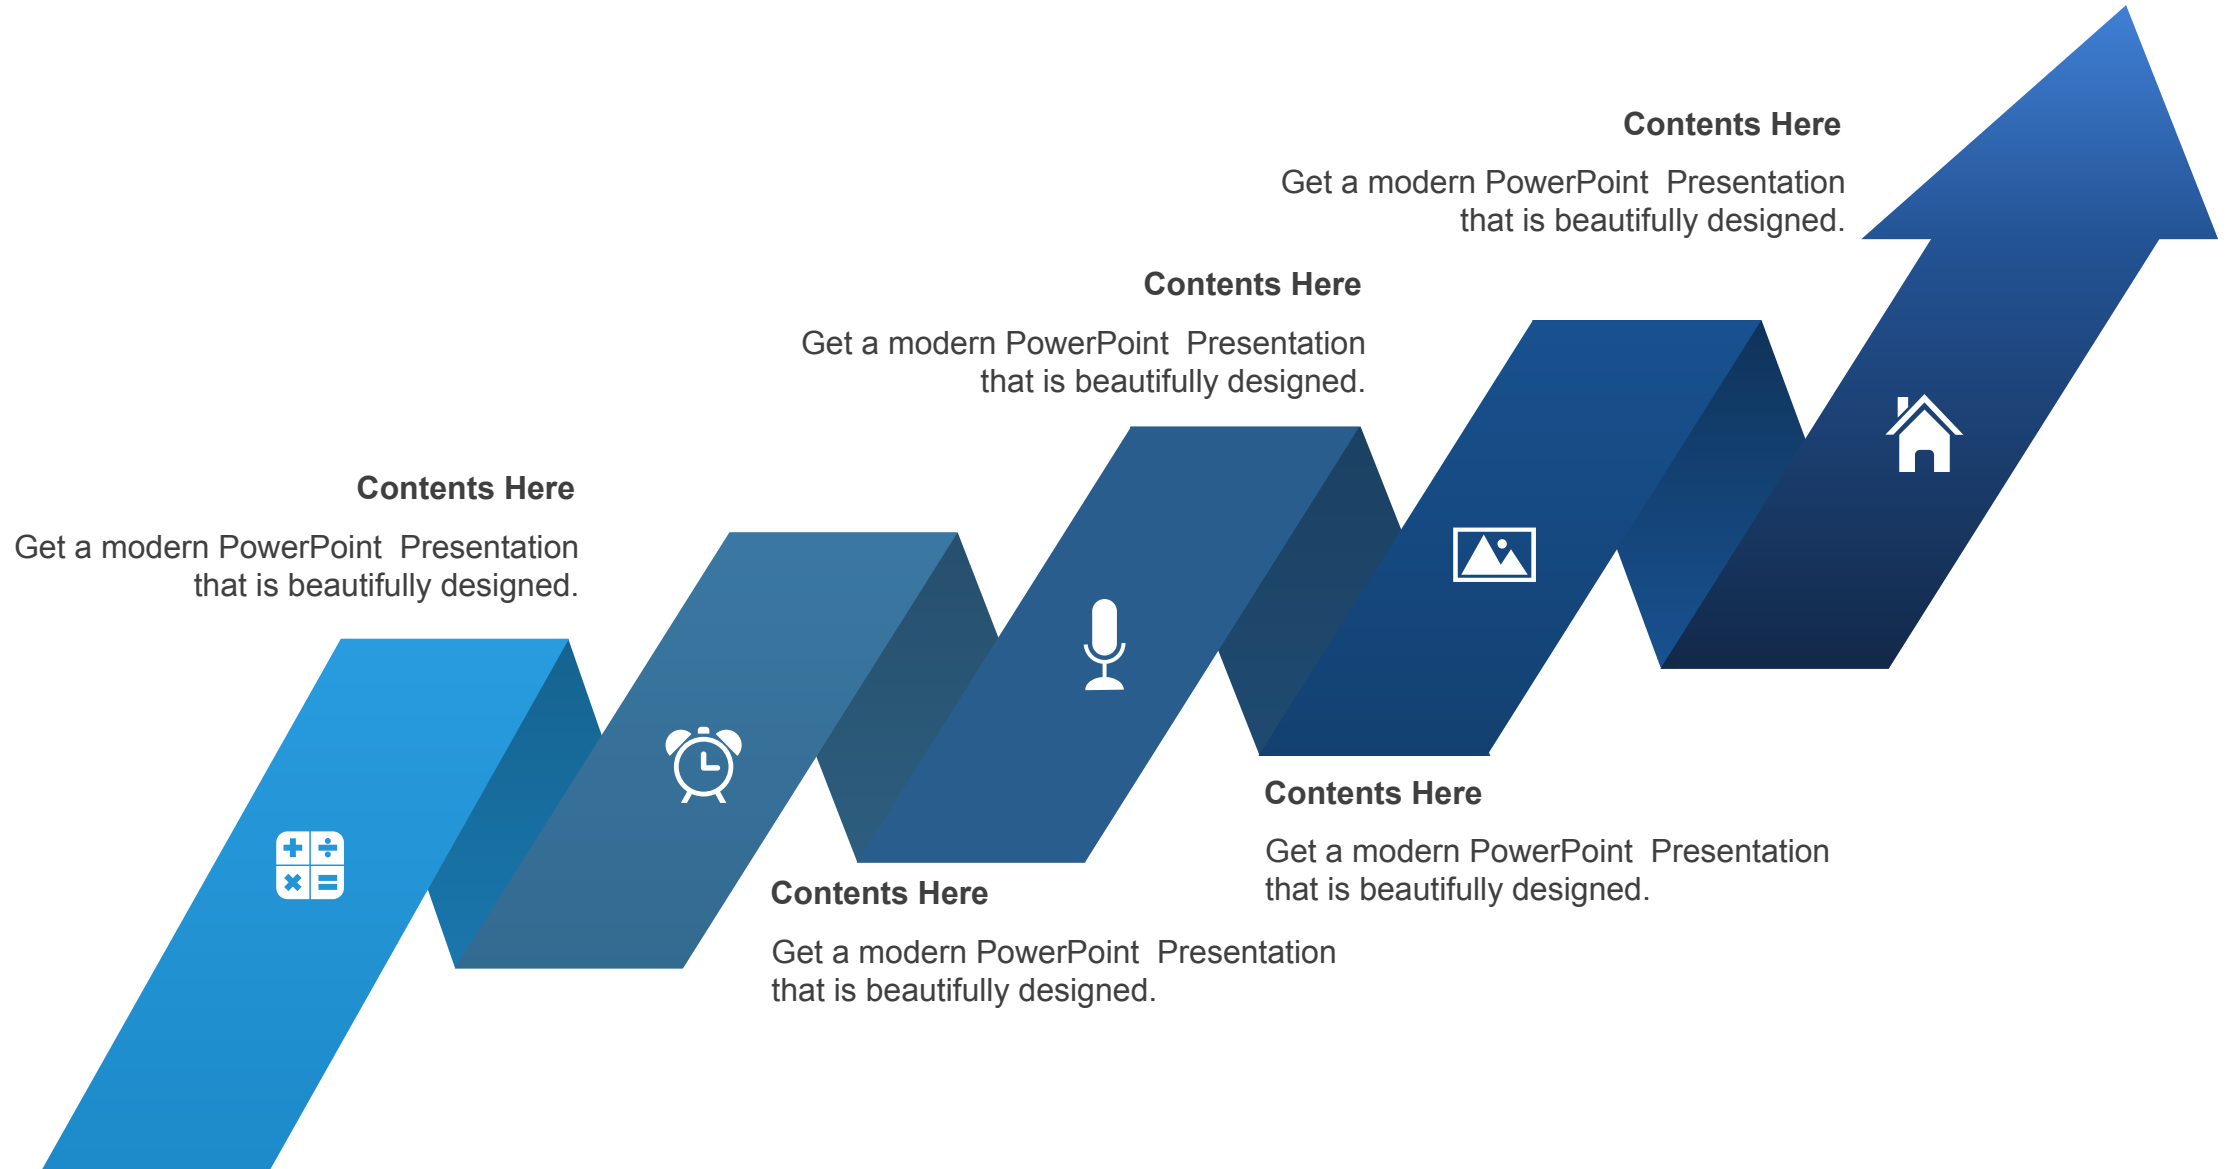 Contents Here
Get a modern PowerPoint  Presentation
that is beautifully designed.
Contents Here
Get a modern PowerPoint  Presentation
that is beautifully designed.
Contents Here
Get a modern PowerPoint  Presentation
that is beautifully designed.
Contents Here
Get a modern PowerPoint  Presentation
that is beautifully designed.
Contents Here
Get a modern PowerPoint  Presentation
that is beautifully designed.